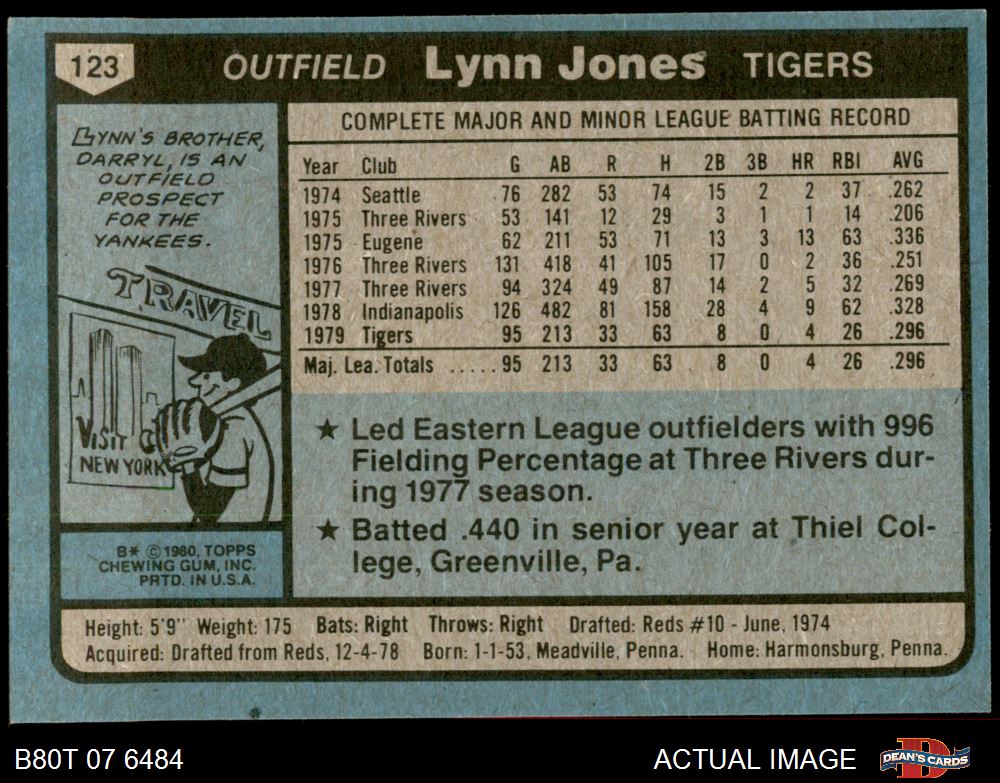 123 OUTFIELD Lynn Jones TIGERS
LYNN'S BROTHER,
DARRYL, IS AN
OUTFIELD
PROSPECT
FOR THE
YANKEES.
TRAVEL
VISIT
NEW YORK
B* © 1980, TOPPS
CHEWING GUM, INC.
PRTD. IN U.S.A.
COMPLETE MAJOR AND MINOR LEAGUE BATTING RECORD
Year Club G AB R H 2B 3B HR RBI AVG
1974 Seattle 76 282 53 74 15 2 2 37 .262
1975 Three Rivers 53 141 12 29 3 1 1 14 .206
1975 Eugene 62 211 53 71 13 3 13 63 .336
1976 Three Rivers 131 418 41 105 17 0 2 36 .251
1977 Three Rivers 94 324 49 87 14 2 5 32 .269
1978 Indianapolis 126 482 81 158 28 4 9 62 .328
1979 Tigers 95 213 33 63 8 0 4 26 .296
Maj. Lea. Totals ..... 95 213 33 63 8 0 4 26 .296
★ Led Eastern League outfielders with 996
Fielding Percentage at Three Rivers dur-
ing 1977 season.
★ Batted .440 in senior year at Thiel Col-
lege, Greenville, Pa.
Height: 5'9" Weight: 175 Bats: Right Throws: Right Drafted: Reds #10 - June, 1974
Acquired: Drafted from Reds, 12-4-78 Born: 1-1-53, Meadville, Penna. Home: Harmonsburg, Penna.
B80T 07 6484 ACTUAL IMAGE DEAN'S CARDS